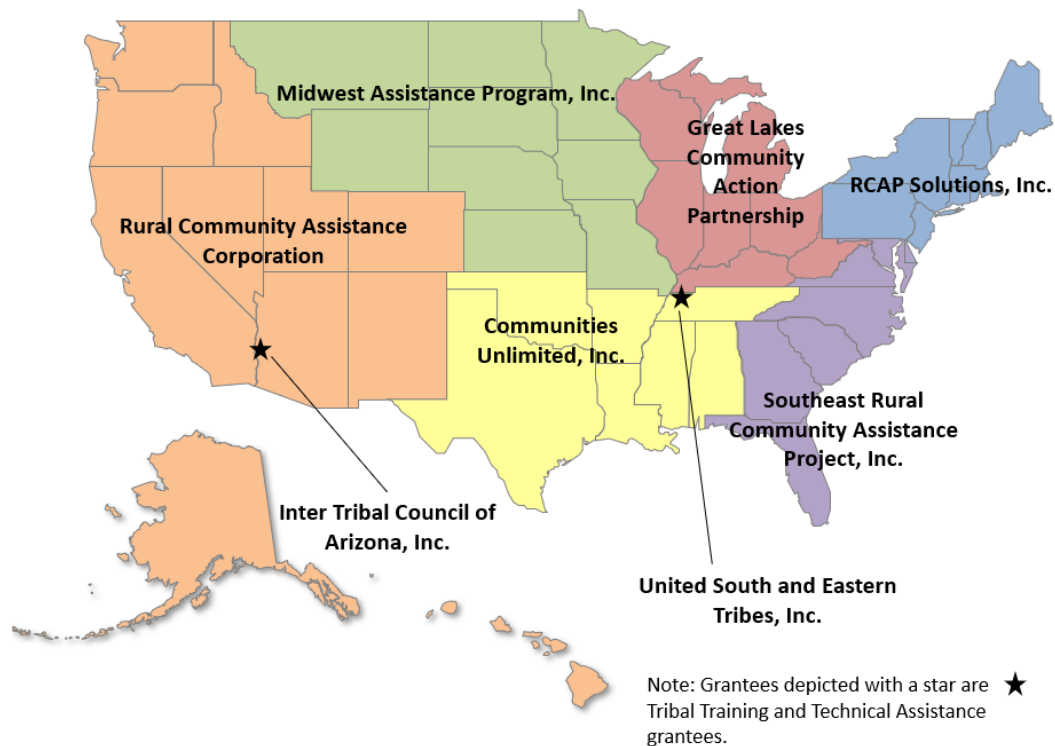 Midwest Assistance Program, Inc.
Great Lakes
Community
Action
Partnership
RCAP Solutions, Inc.
Rural Community Assistance
Corporation
Communities
Unlimited, Inc.
Southeast Rural
Community Assistance
Project, Inc.
Inter Tribal Council of
Arizona, Inc.
United South and Eastern
Tribes, Inc.
Note: Grantees depicted with a star are
Tribal Training and Technical Assistance
grantees.